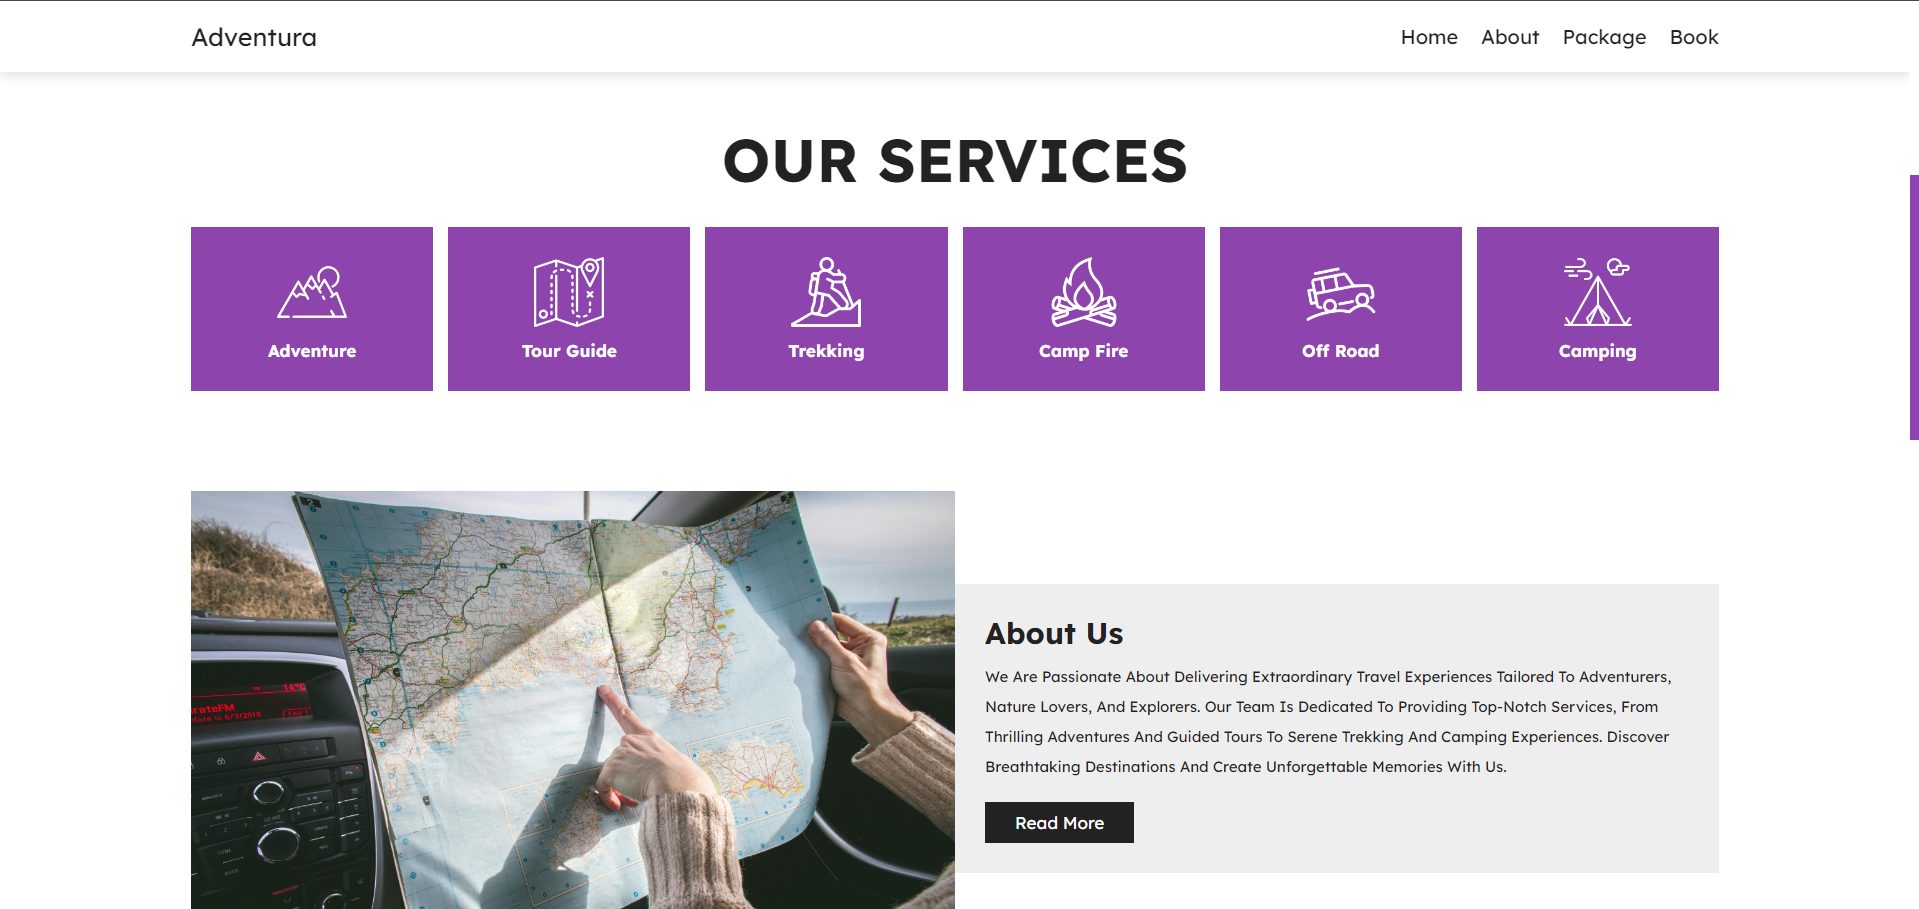 Adventura
Home About Package Book
OUR SERVICES
Adventure
Tour Guide
Trekking
Camp Fire
Off Road
Camping
14°C
About Us
We Are Passionate About Delivering Extraordinary Travel Experiences Tailored To Adventurers,
Nature Lovers, And Explorers. Our Team Is Dedicated To Providing Top-Notch Services, From
Thrilling Adventures And Guided Tours To Serene Trekking And Camping Experiences. Discover
Breathtaking Destinations And Create Unforgettable Memories With Us.
Read More